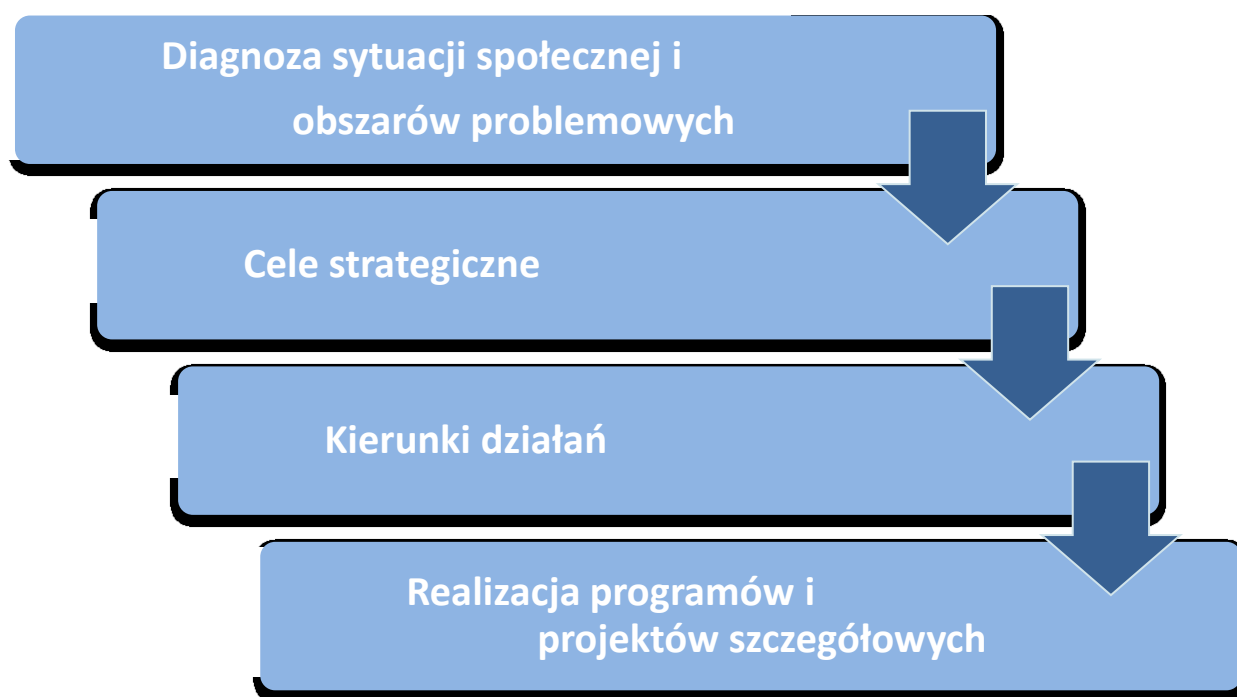 Diagnoza sytuacji społecznej i
obszarów problemowych
Cele strategiczne
Kierunki działań
Realizacja programów i
projektów szczegółowych